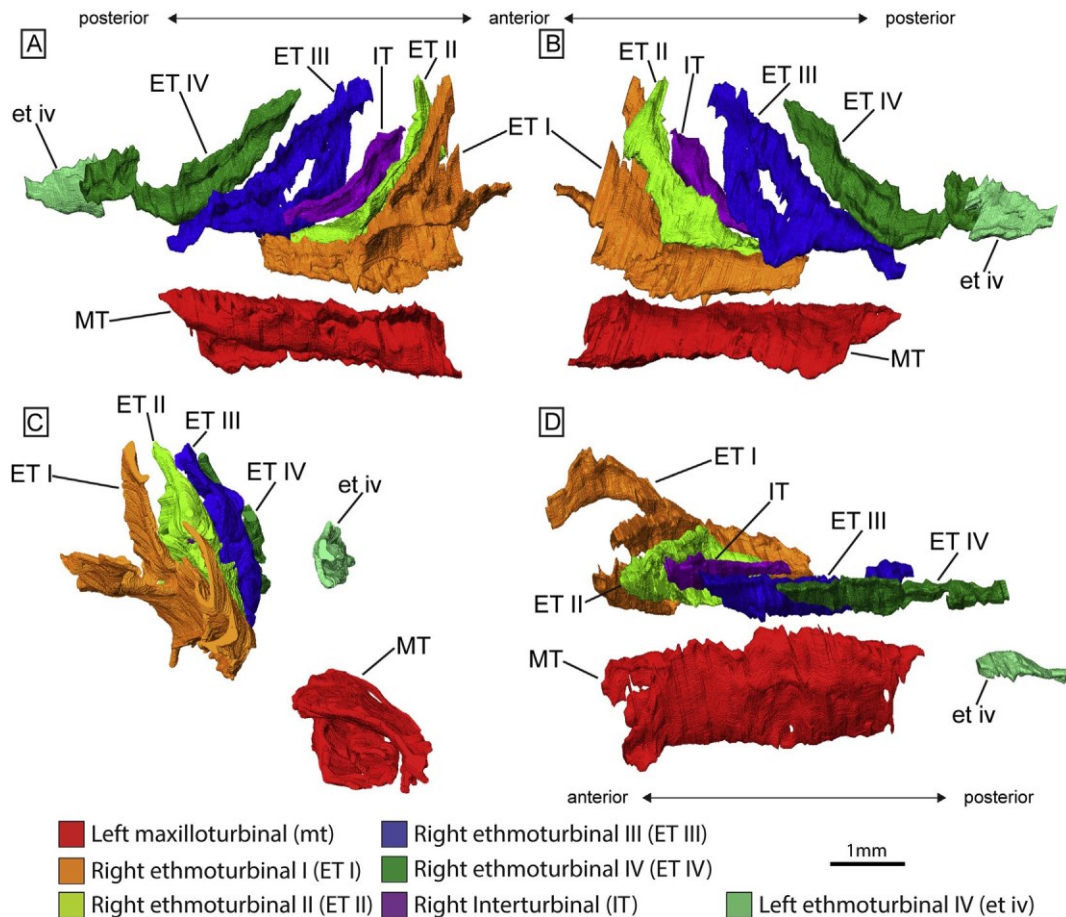 posterior anterior posterior
A B
ET II ET II
ET III IT IT
ET III
ET IV ET IV
et iv
ET I
et iv
MT MT
C D
ET II
ET III ET I
ET I ET IV IT
et iv ET III
ET IV
ET II
MT MT
et iv
anterior posterior
Left maxilloturbinal (mt) Right ethmoturbinal III (ET III)
Right ethmoturbinal I (ET I) Right ethmoturbinal IV (ET IV) 1mm
Right ethmoturbinal II (ET II) Right Interturbinal (IT) Left ethmoturbinal IV (et iv)